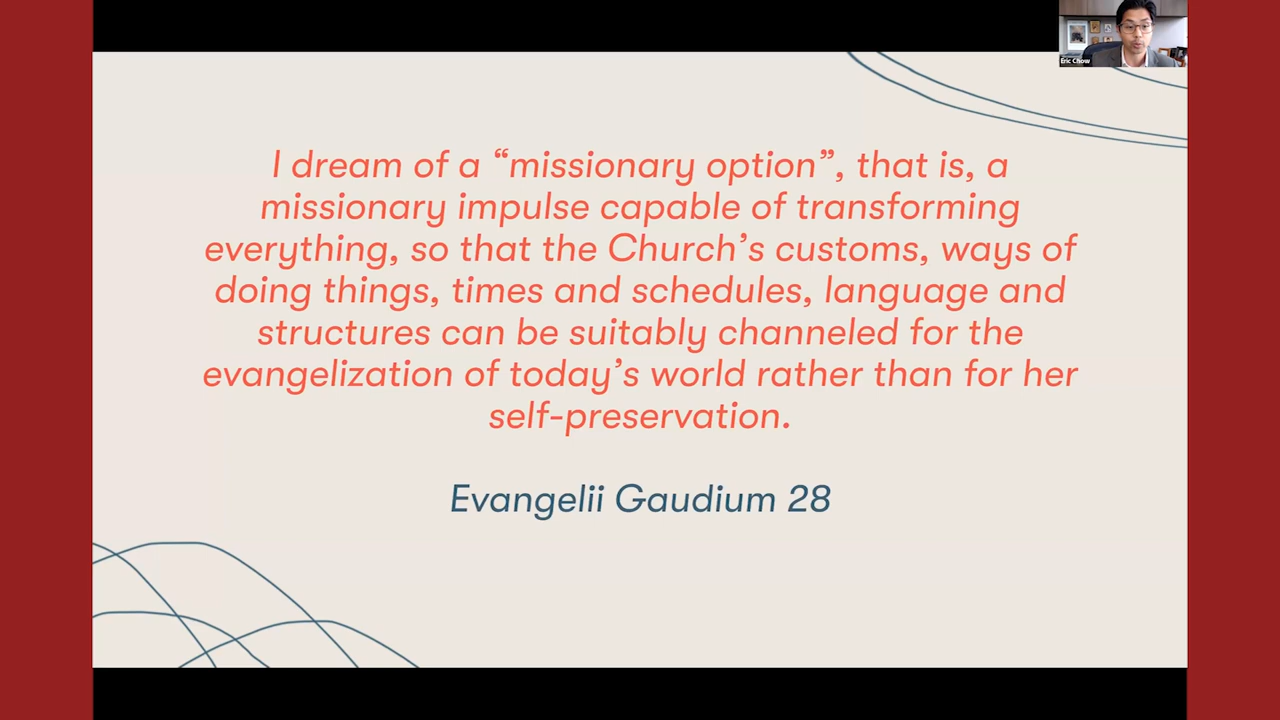 Eric Chow
I dream of a “missionary option”, that is, a
missionary impulse capable of transforming
everything, so that the Church’s customs, ways of
doing things, times and schedules, language and
structures can be suitably channeled for the
evangelization of today’s world rather than for her
self-preservation.
Evangelii Gaudium 28